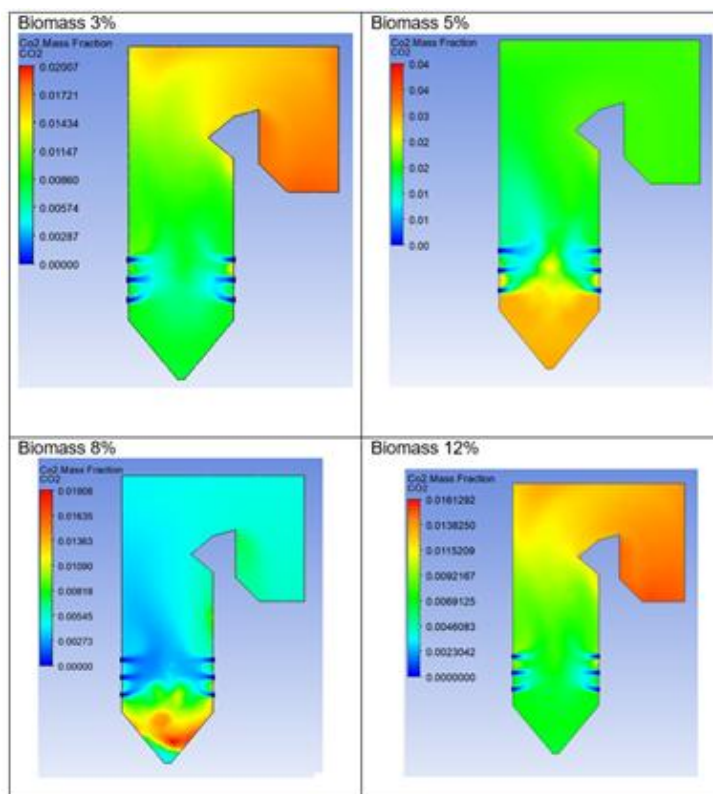 Biomass 3%
Co2.Mass Fraction
CO2
0.02007
0.01721
0.01434
0.01147
0.00860
0.00574
0.00287
0.00000
Biomass 5%
Co2.Mass Fraction
CO2
0.04
0.03
0.03
0.02
0.02
0.01
0.01
0.00
Biomass 8%
Co2.Mass Fraction
CO2
0.01908
0.01635
0.01363
0.01090
0.00818
0.00545
0.00273
0.00000
Biomass 12%
Co2.Mass Fraction
CO2
0.0161292
0.0138250
0.0115209
0.0092167
0.0069125
0.0046083
0.0023042
0.0000000